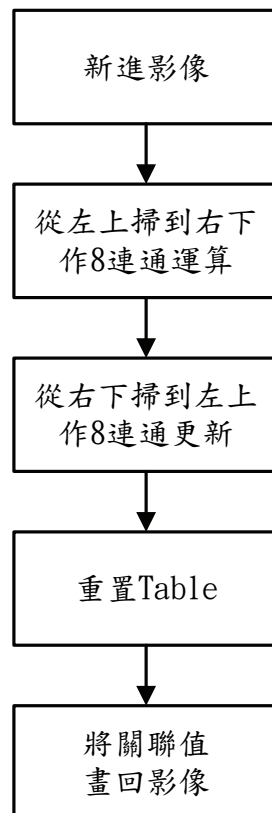 新進影像
從左上掃到右下
作8連通運算
從右下掃到左上
作8連通更新
重置Table
將關聯值
畫回影像